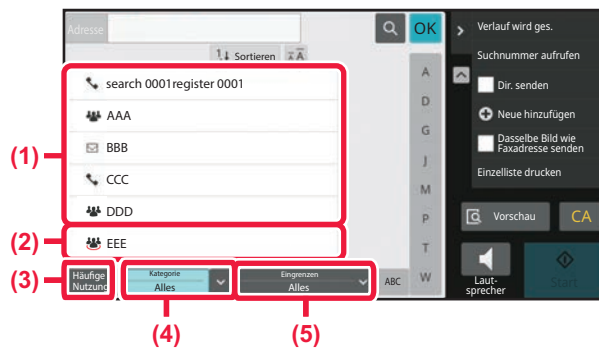 Adresse
OK
Sortieren
search 0001register 0001
AAA
BBB
CCC
DDD
EEE
Häufige
Nutzung
Kategorie
Alles
Eingrenzen
Alles
ABC
A
D
G
J
M
P
T
W
Verlauf wird ges.
Suchnummer aufrufen
Dir. senden
Neue hinzufügen
Dasselbe Bild wie
Faxadresse senden
Einzelliste drucken
Vorschau
CA
Laut-
sprecher
Start
(1)
(2)
(3)
(4)
(5)